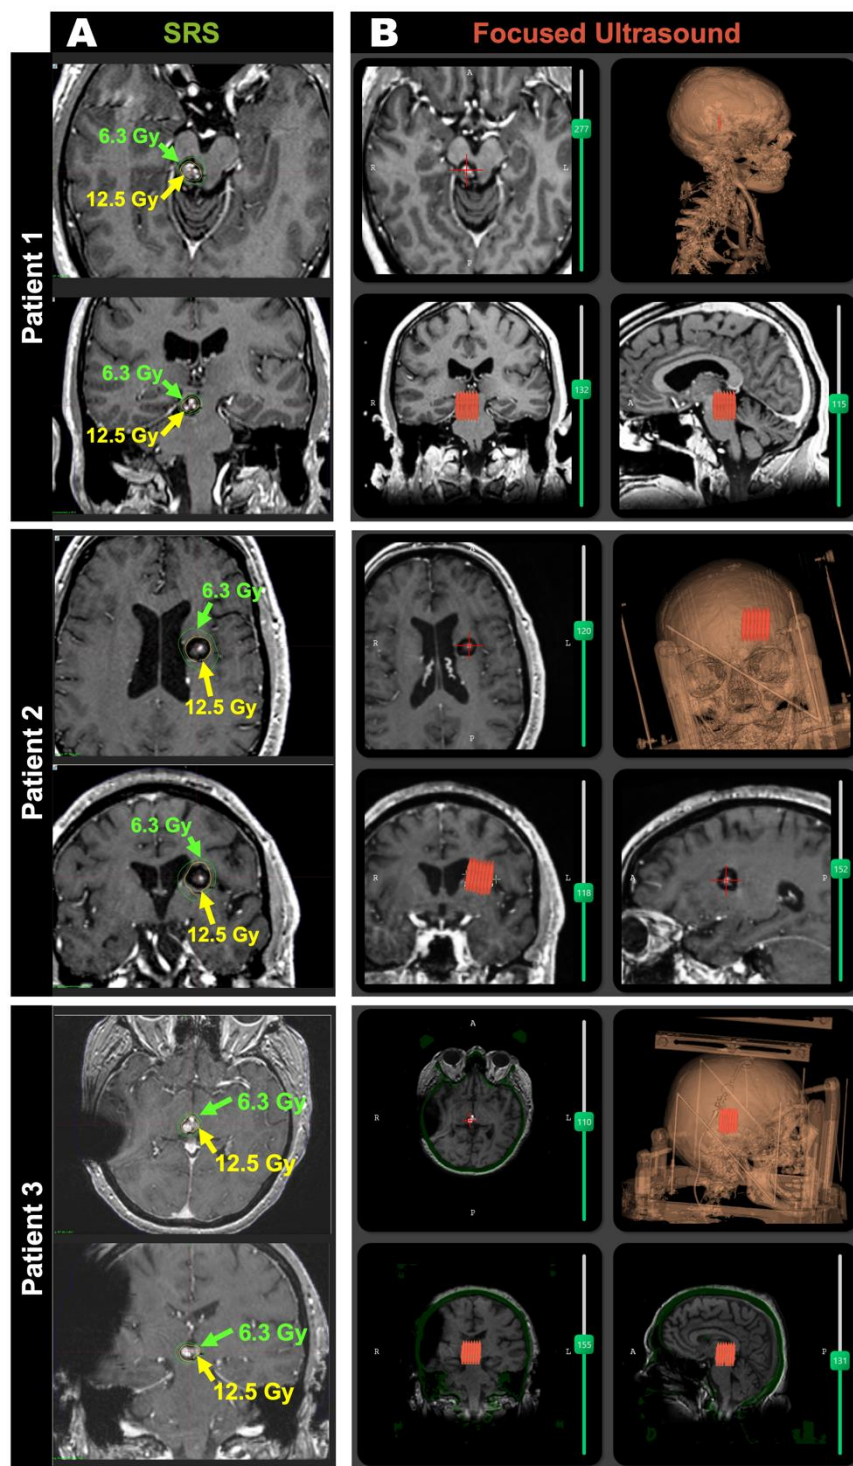 A
SRS
B
Focused Ultrasound
Patient 1
6.3 Gy
12.5 Gy
A
R
L
P
277
6.3 Gy
12.5 Gy
R
132
A
115
Patient 2
6.3 Gy
12.5 Gy
A
R
L
P
120
6.3 Gy
12.5 Gy
R
L
118
A
P
152
Patient 3
6.3 Gy
12.5 Gy
A
R
L
P
110
6.3 Gy
12.5 Gy
R
L
155
A
P
131